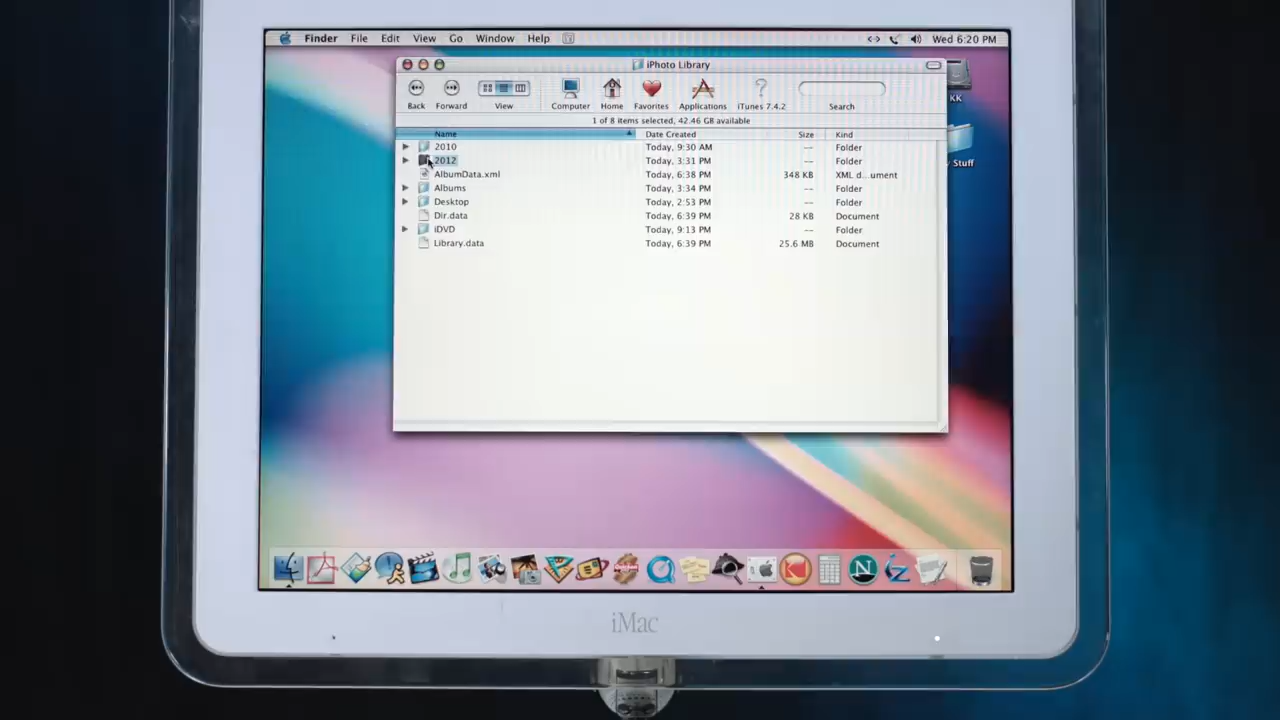 Finder File Edit View Go Window Help Wed 6:20 PM
iPhoto Library
Back Forward View Computer Home Favorites Applications iTunes 7.4.2 Search
1 of 8 items selected, 42.46 GB available
Name Date Created Size Kind
2010 Today, 9:30 AM -- Folder
2012 Today, 3:31 PM -- Folder
AlbumData.xml Today, 6:38 PM 348 KB XML d...ument
Albums Today, 3:34 PM -- Folder
Desktop Today, 2:53 PM -- Folder
Dir.data Today, 6:39 PM 28 KB Document
iDVD Today, 9:13 PM -- Folder
Library.data Today, 6:39 PM 25.6 MB Document
KK
Stuff
iMac